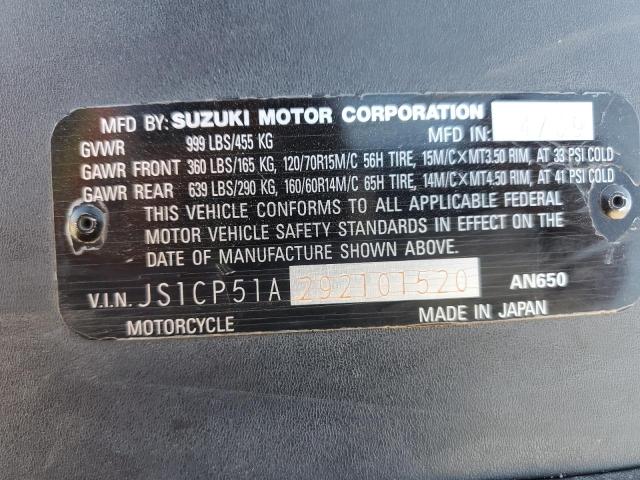 MFD BY: SUZUKI MOTOR CORPORATION
GVWR 999 LBS/455 KG MFD IN:
GAWR FRONT 360 LBS/165 KG, 120/70R15M/C 56H TIRE, 15M/C×MT3.50 RIM, AT 33 PSI COLD
GAWR REAR 639 LBS/290 KG, 160/60R14M/C 65H TIRE, 14M/C×MT4.50 RIM, AT 41 PSI COLD
THIS VEHICLE CONFORMS TO ALL APPLICABLE FEDERAL
MOTOR VEHICLE SAFETY STANDARDS IN EFFECT ON THE
DATE OF MANUFACTURE SHOWN ABOVE.
V.I.N. JS1CP51A292101520 AN650
MOTORCYCLE MADE IN JAPAN